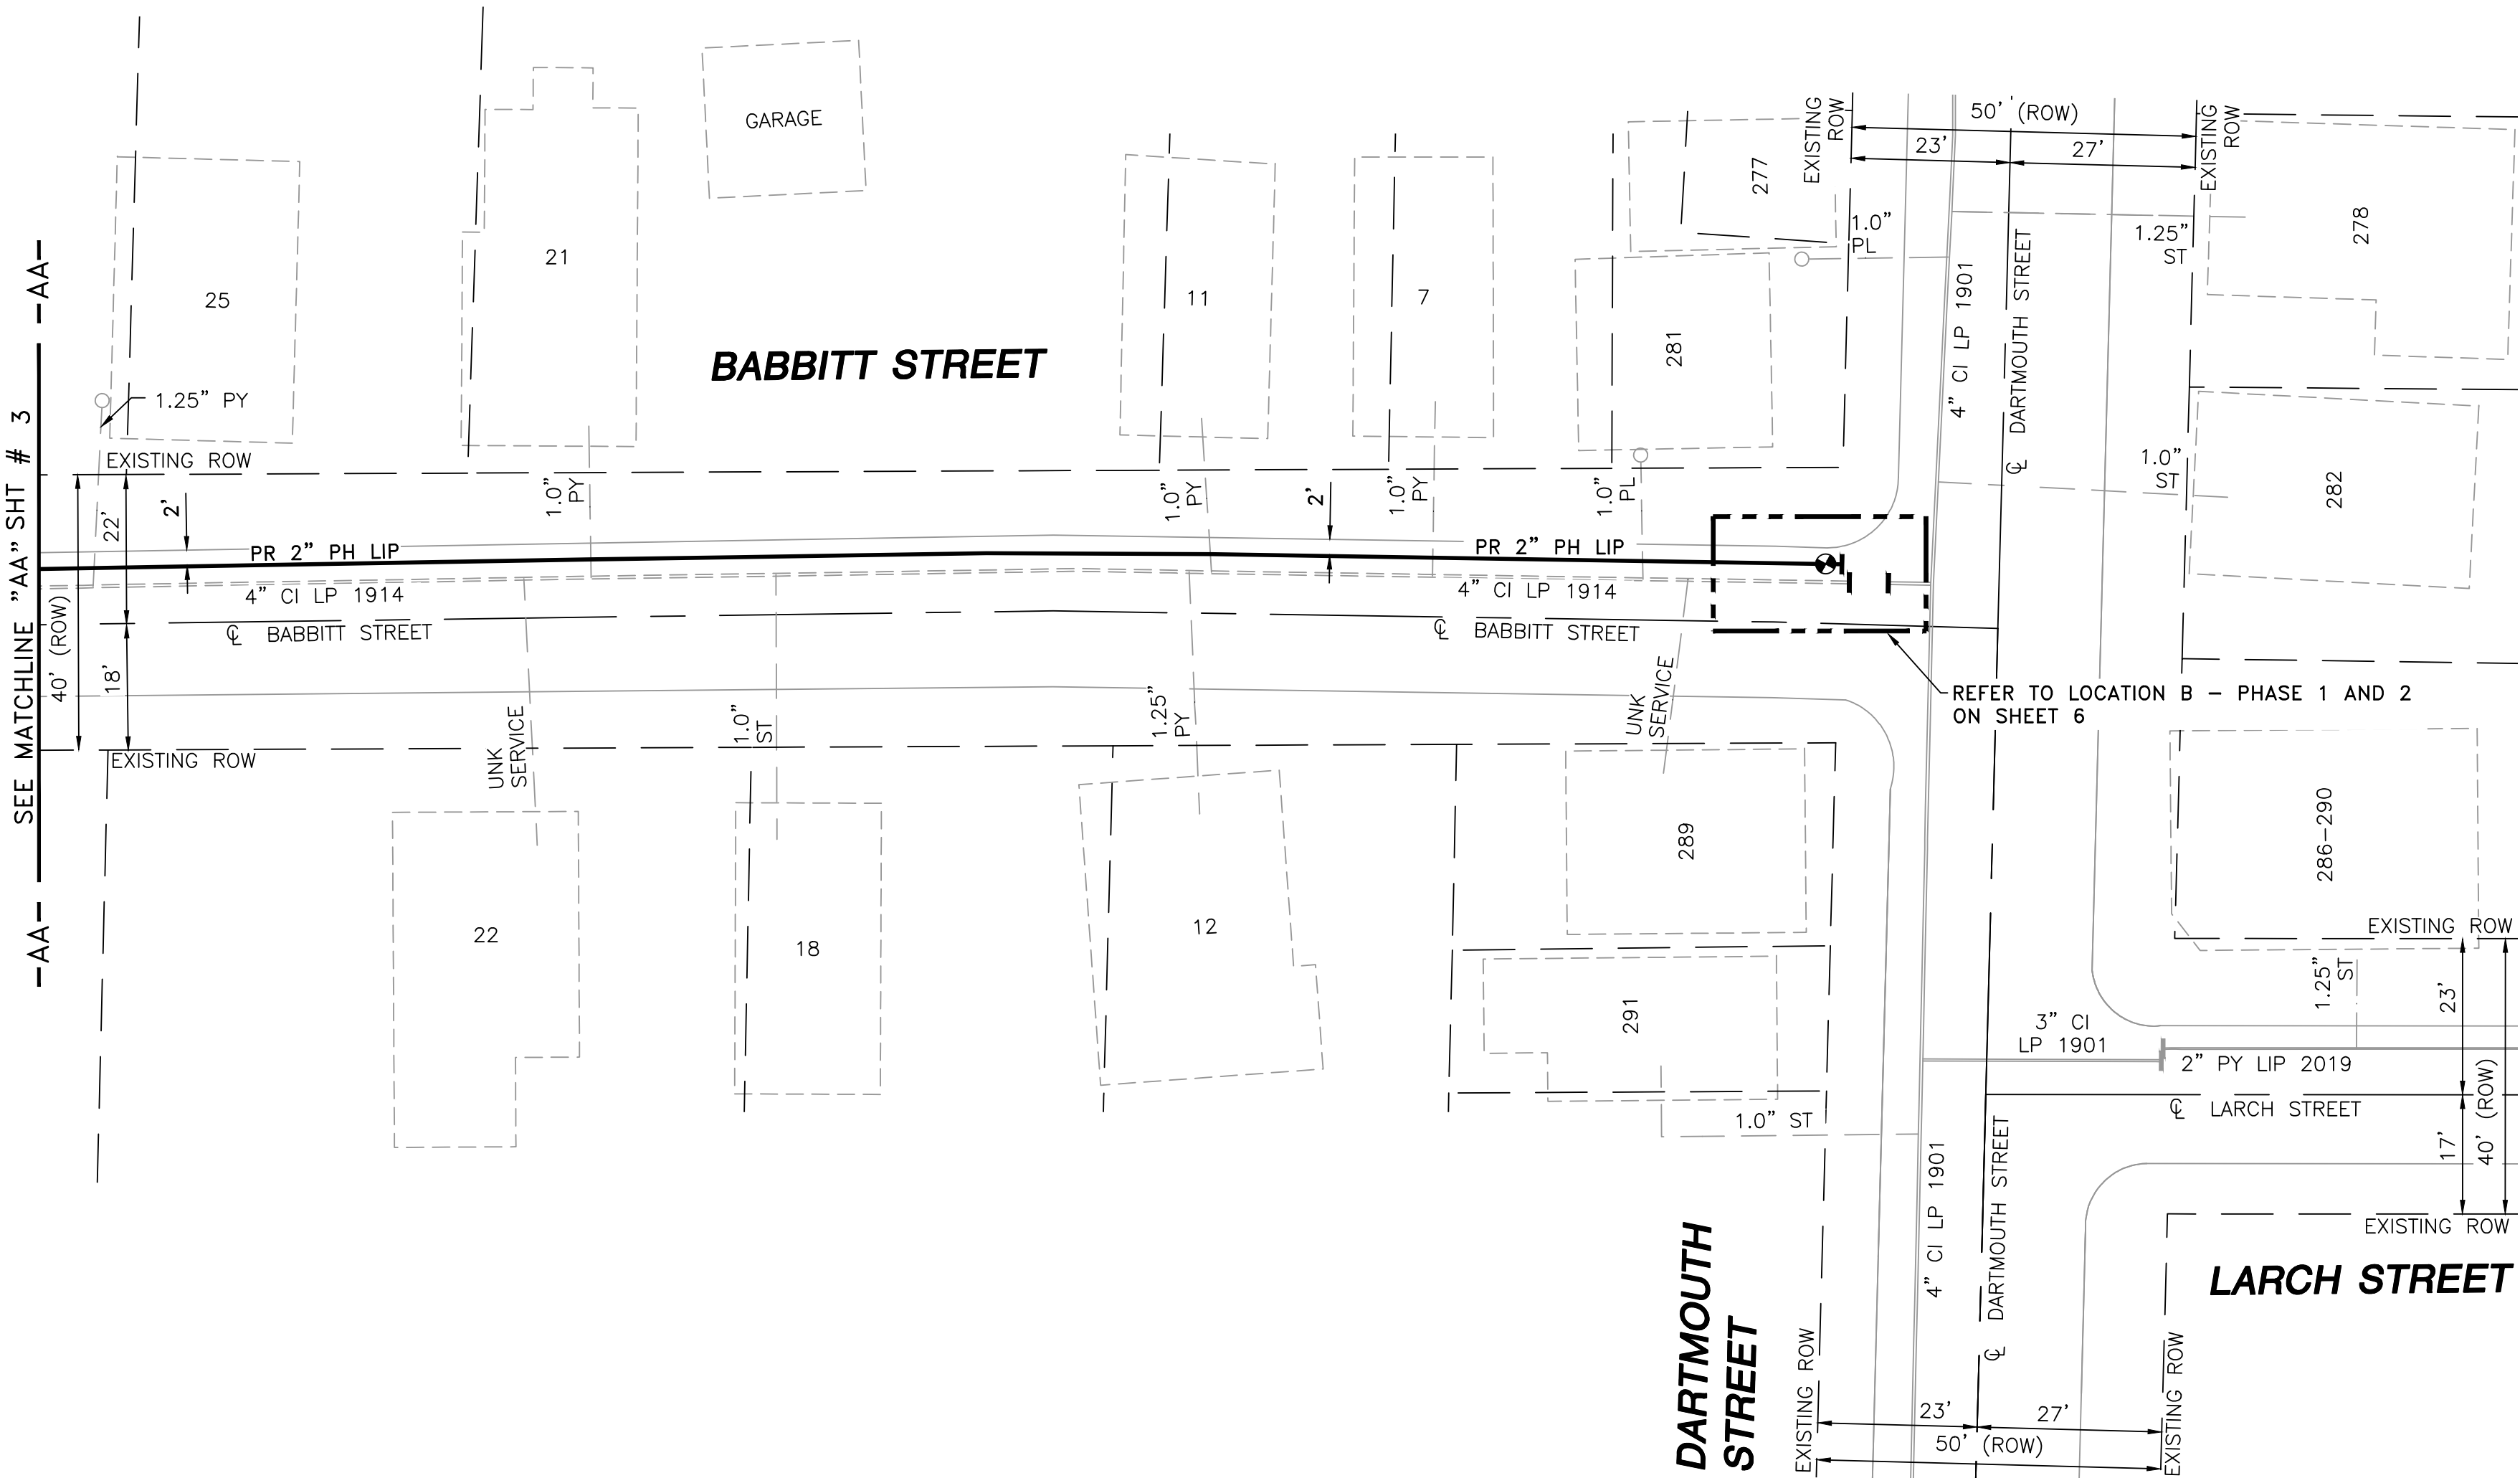 GARAGE
25
21
11
7
277
281
278
282
BABBITT STREET
1.25" PY
EXISTING ROW
EXISTING
ROW
50' (ROW)
23'
27'
EXISTING
ROW
1.0"
PL
1.25"
ST
4" CI LP 1901
℄ DARTMOUTH STREET
1.0"
ST
-AA-
SEE MATCHLINE "AA" SHT # 3
-AA-
40' (ROW)
22'
18'
2'
1.0"
PY
1.0"
PY
2'
1.0"
PY
1.0"
PL
PR 2" PH LIP
PR 2" PH LIP
4" CI LP 1914
4" CI LP 1914
℄ BABBITT STREET
℄ BABBITT STREET
EXISTING ROW
UNK
SERVICE
1.0"
ST
1.25"
PY
UNK
SERVICE
REFER TO LOCATION B – PHASE 1 AND 2
ON SHEET 6
22
18
12
289
291
286–290
EXISTING ROW
1.25"
ST
23'
3" CI
LP 1901
2" PY LIP 2019
℄ LARCH STREET
17'
40' (ROW)
1.0" ST
EXISTING ROW
LARCH STREET
4" CI LP 1901
℄ DARTMOUTH STREET
DARTMOUTH
STREET
EXISTING ROW
23'
27'
50' (ROW)
EXISTING ROW